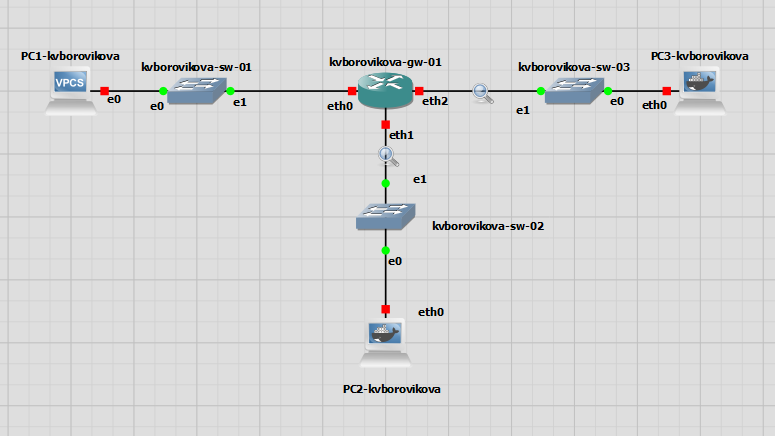 PC1-kvborovikova
kvborovikova-sw-01
kvborovikova-gw-01
kvborovikova-sw-03
PC3-kvborovikova
VPCS
e0
e0
e1
eth0
eth2
e1
e0
eth0
eth1
e1
kvborovikova-sw-02
e0
eth0
PC2-kvborovikova